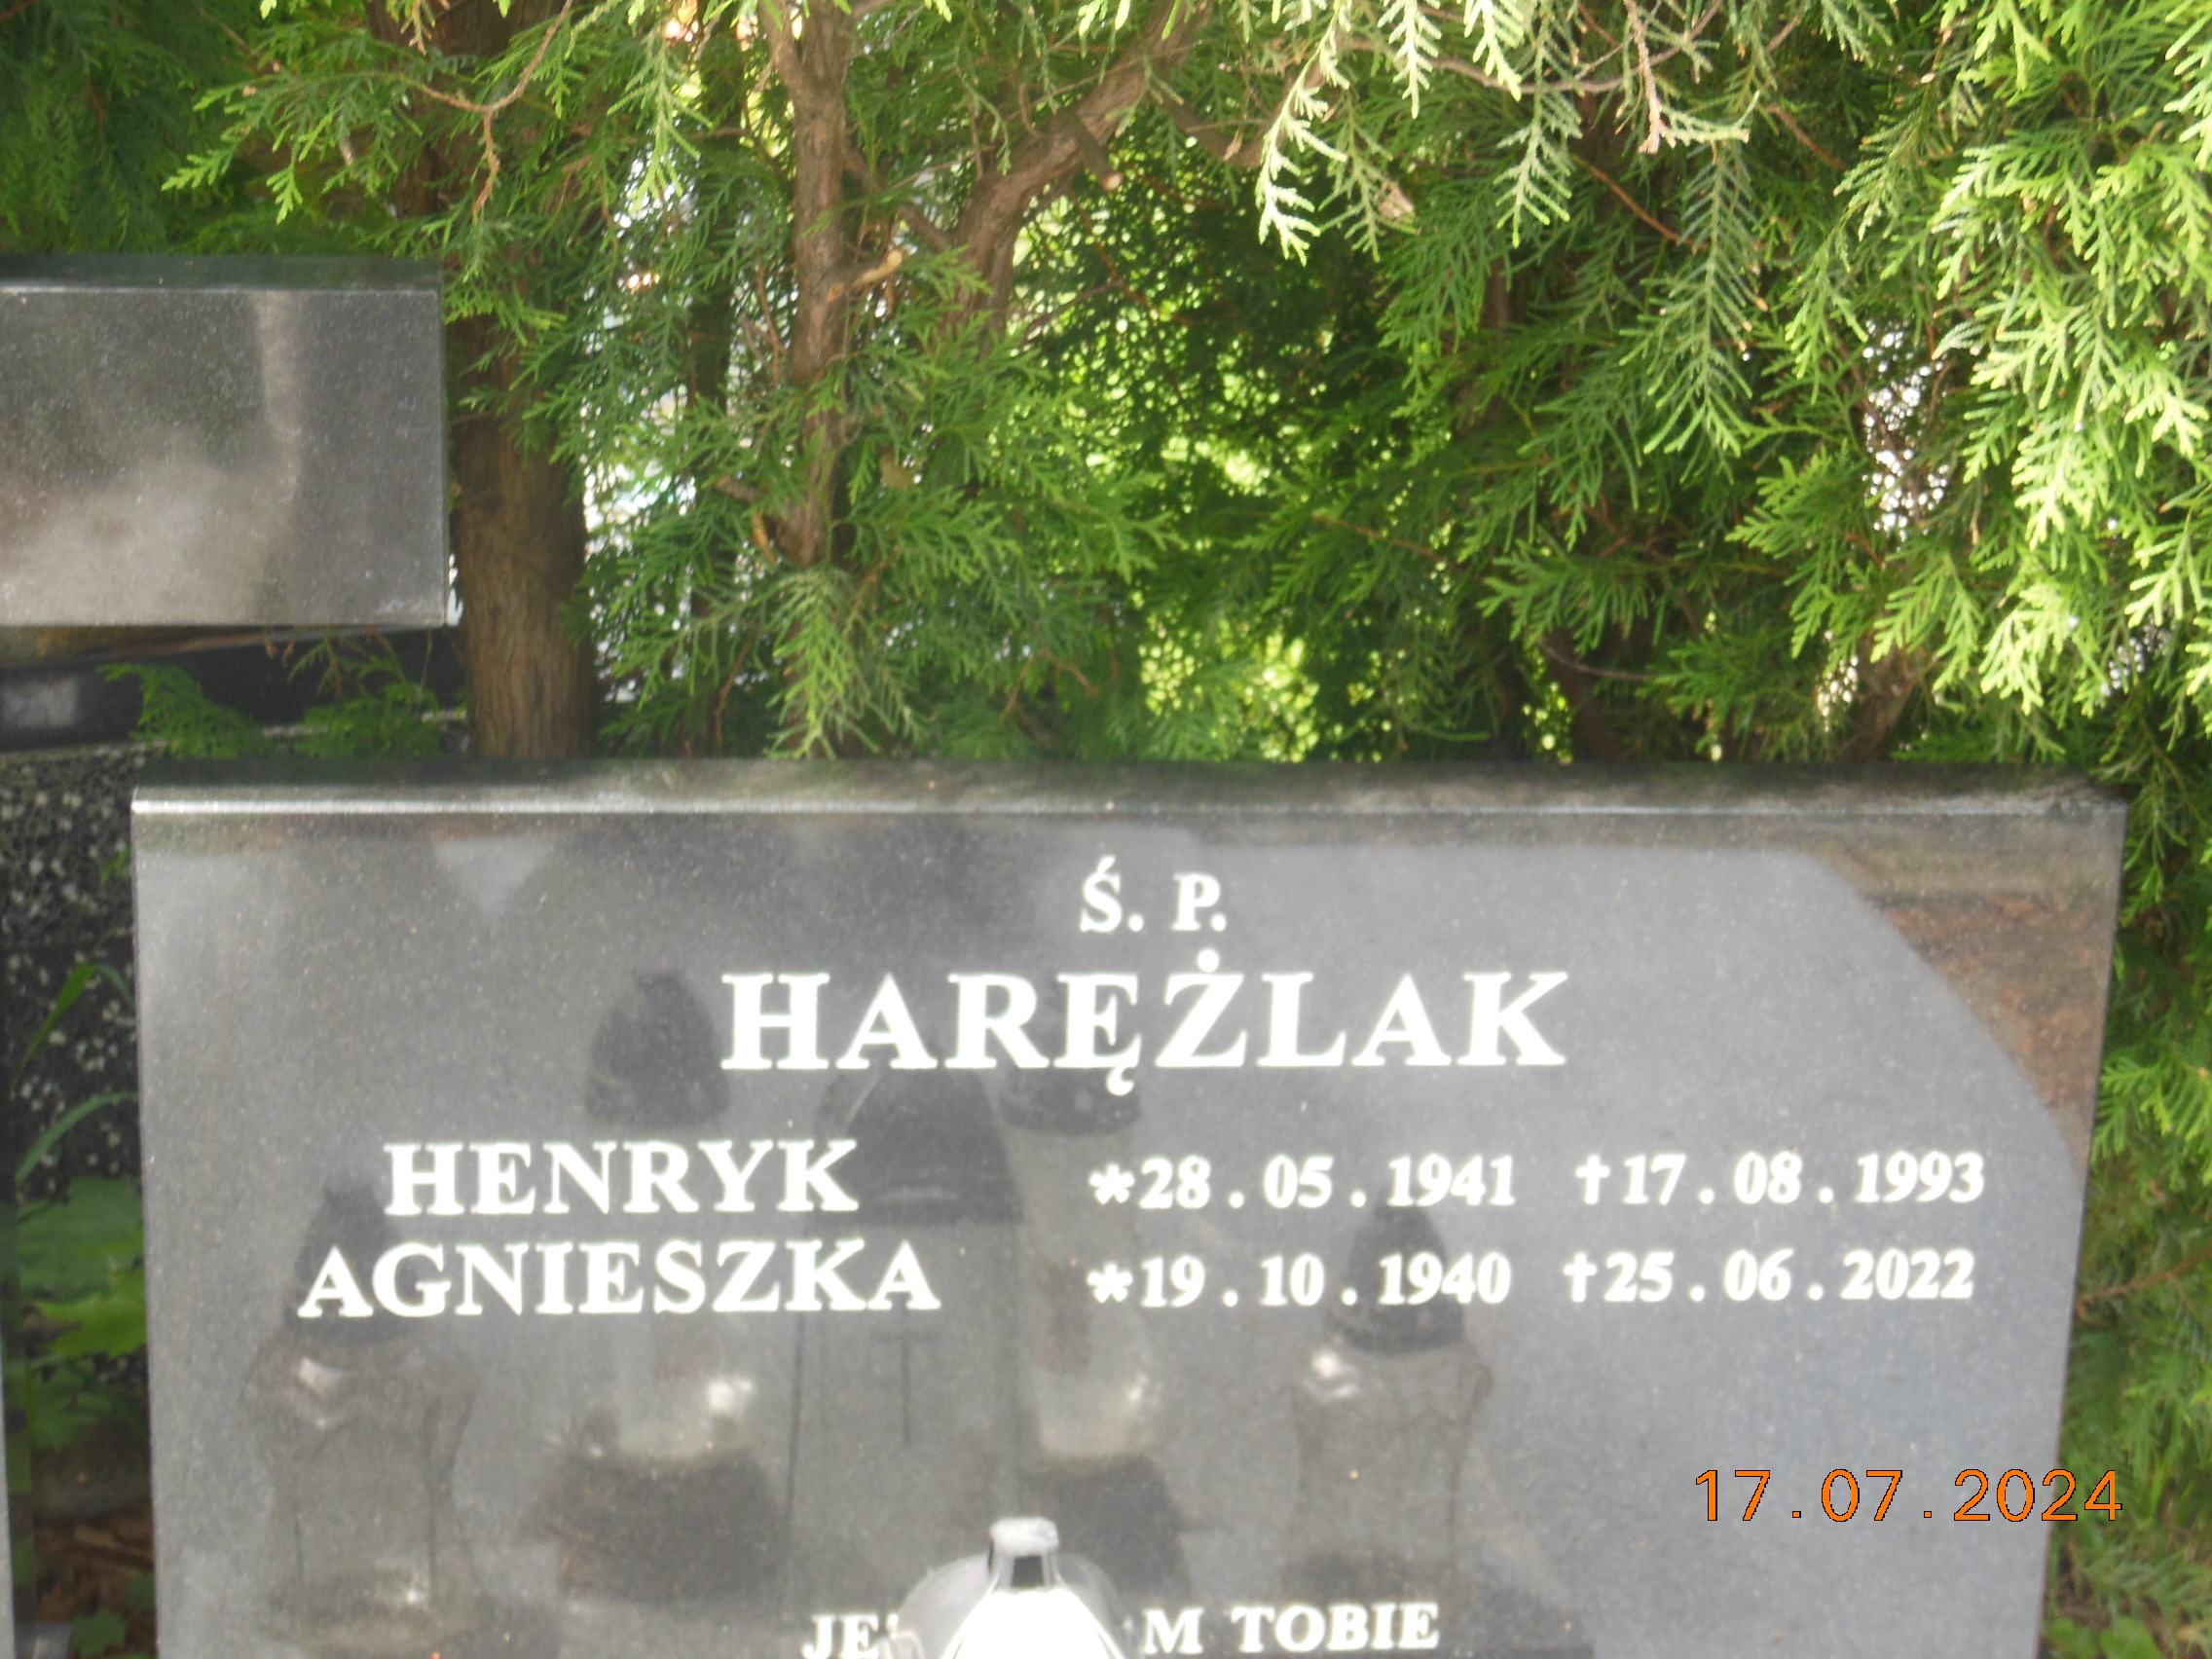 Ś. P.
HARĘŻLAK
HENRYK *28.05.1941 †17.08.1993
AGNIESZKA *19.10.1940 †25.06.2022
TOBIE
17.07.2024